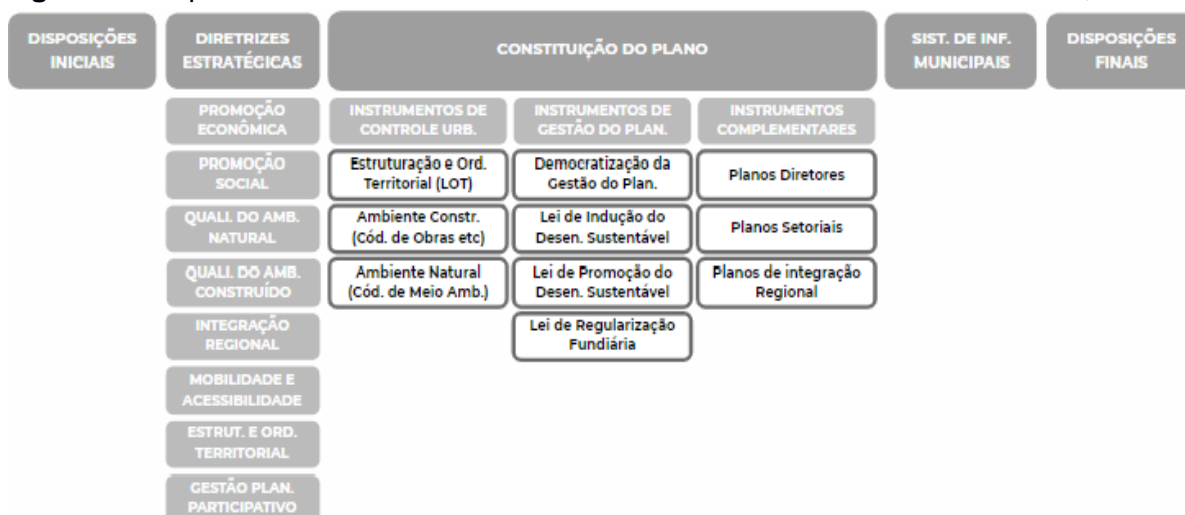 DISPOSIÇÕES
INICIAIS
DIRETRIZES
ESTRATÉGICAS
CONSTITUIÇÃO DO PLANO
SIST. DE INF.
MUNICIPAIS
DISPOSIÇÕES
FINAIS
PROMOÇÃO
ECONÔMICA
INSTRUMENTOS DE
CONTROLE URB.
INSTRUMENTOS DE
GESTÃO DO PLAN.
INSTRUMENTOS
COMPLEMENTARES
PROMOÇÃO
SOCIAL
Estruturação e Ord.
Territorial (LOT)
Democratização da
Gestão do Plan.
Planos Diretores
QUALI. DO AMB.
NATURAL
Ambiente Constr.
(Cód. de Obras etc)
Lei de Indução do
Desen. Sustentável
Planos Setoriais
QUALI. DO AMB.
CONSTRUÍDO
Ambiente Natural
(Cód. de Meio Amb.)
Lei de Promoção do
Desen. Sustentável
Planos de integração
Regional
INTEGRAÇÃO
REGIONAL
Lei de Regularização
Fundiária
MOBILIDADE E
ACESSIBILIDADE
ESTRUT. E ORD.
TERRITORIAL
GESTÃO PLAN.
PARTICIPATIVO